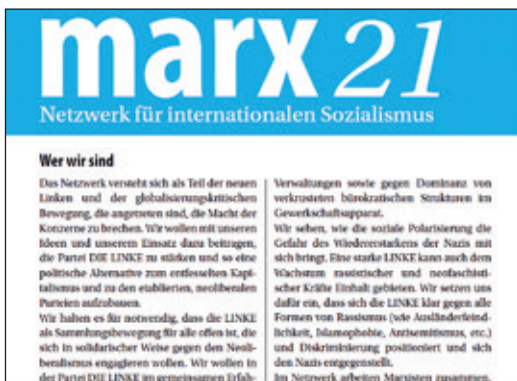 marx 21
Netzwerk für internationalen Sozialismus
Wer wir sind
Das Netzwerk versteht sich als Teil der neuen
Linken und der globalisierungskritischen
Bewegung, die angetreten sind, die Macht der
Konzerne zu brechen. Wir wollen mit unseren
Ideen und unserem Einsatz dazu beitragen,
die Partei DIE LINKE zu stärken und so eine
politische Alternative zum entfesselten Kapi-
talismus und zu den etablierten, neoliberalen
Parteien aufzubauen.
Wir halten es für notwendig, dass die LINKE
als Sammlungsbewegung für alle offen ist, die
sich in solidarischer Weise gegen den Neoli-
beralismus engagieren wollen. Wir wollen in
der Partei DIE LINKE im gemeinsamen Erfah-
Verwaltungen sowie gegen Dominanz von
verkrusteten bürokratischen Strukturen im
Gewerkschaftsapparat.
Wir sehen, wie die soziale Polarisierung die
Gefahr des Wiedererstarkens der Nazis mit
sich bringt. Eine starke LINKE kann auch dem
Wachstum rassistischer und neofaschisti-
scher Kräfte Einhalt gebieten. Wir setzen uns
dafür ein, dass sich die LINKE klar gegen alle
Formen von Rassismus (wie Ausländerfeind-
lichkeit, Islamophobie, Antisemitismus, etc.)
und Diskriminierung positioniert und sich
den Nazis entgegenstellt.
Im Netzwerk arbeiten Marxisten zusammen,